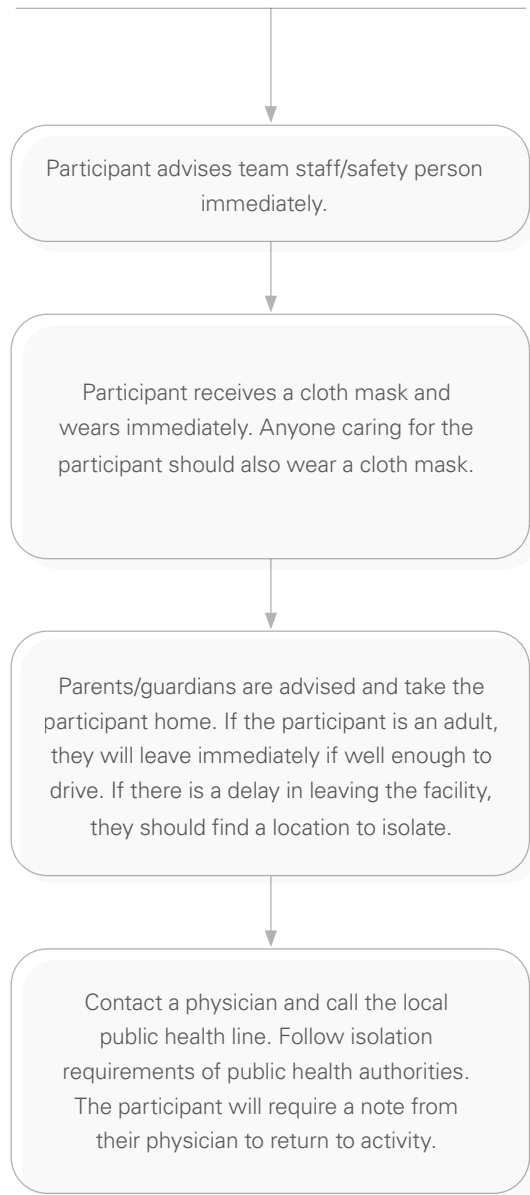 Participant advises team staff/safety person
immediately.
Participant receives a cloth mask and
wears immediately. Anyone caring for the
participant should also wear a cloth mask.
Parents/guardians are advised and take the
participant home. If the participant is an adult,
they will leave immediately if well enough to
drive. If there is a delay in leaving the facility,
they should find a location to isolate.
Contact a physician and call the local
public health line. Follow isolation
requirements of public health authorities.
The participant will require a note from
their physician to return to activity.